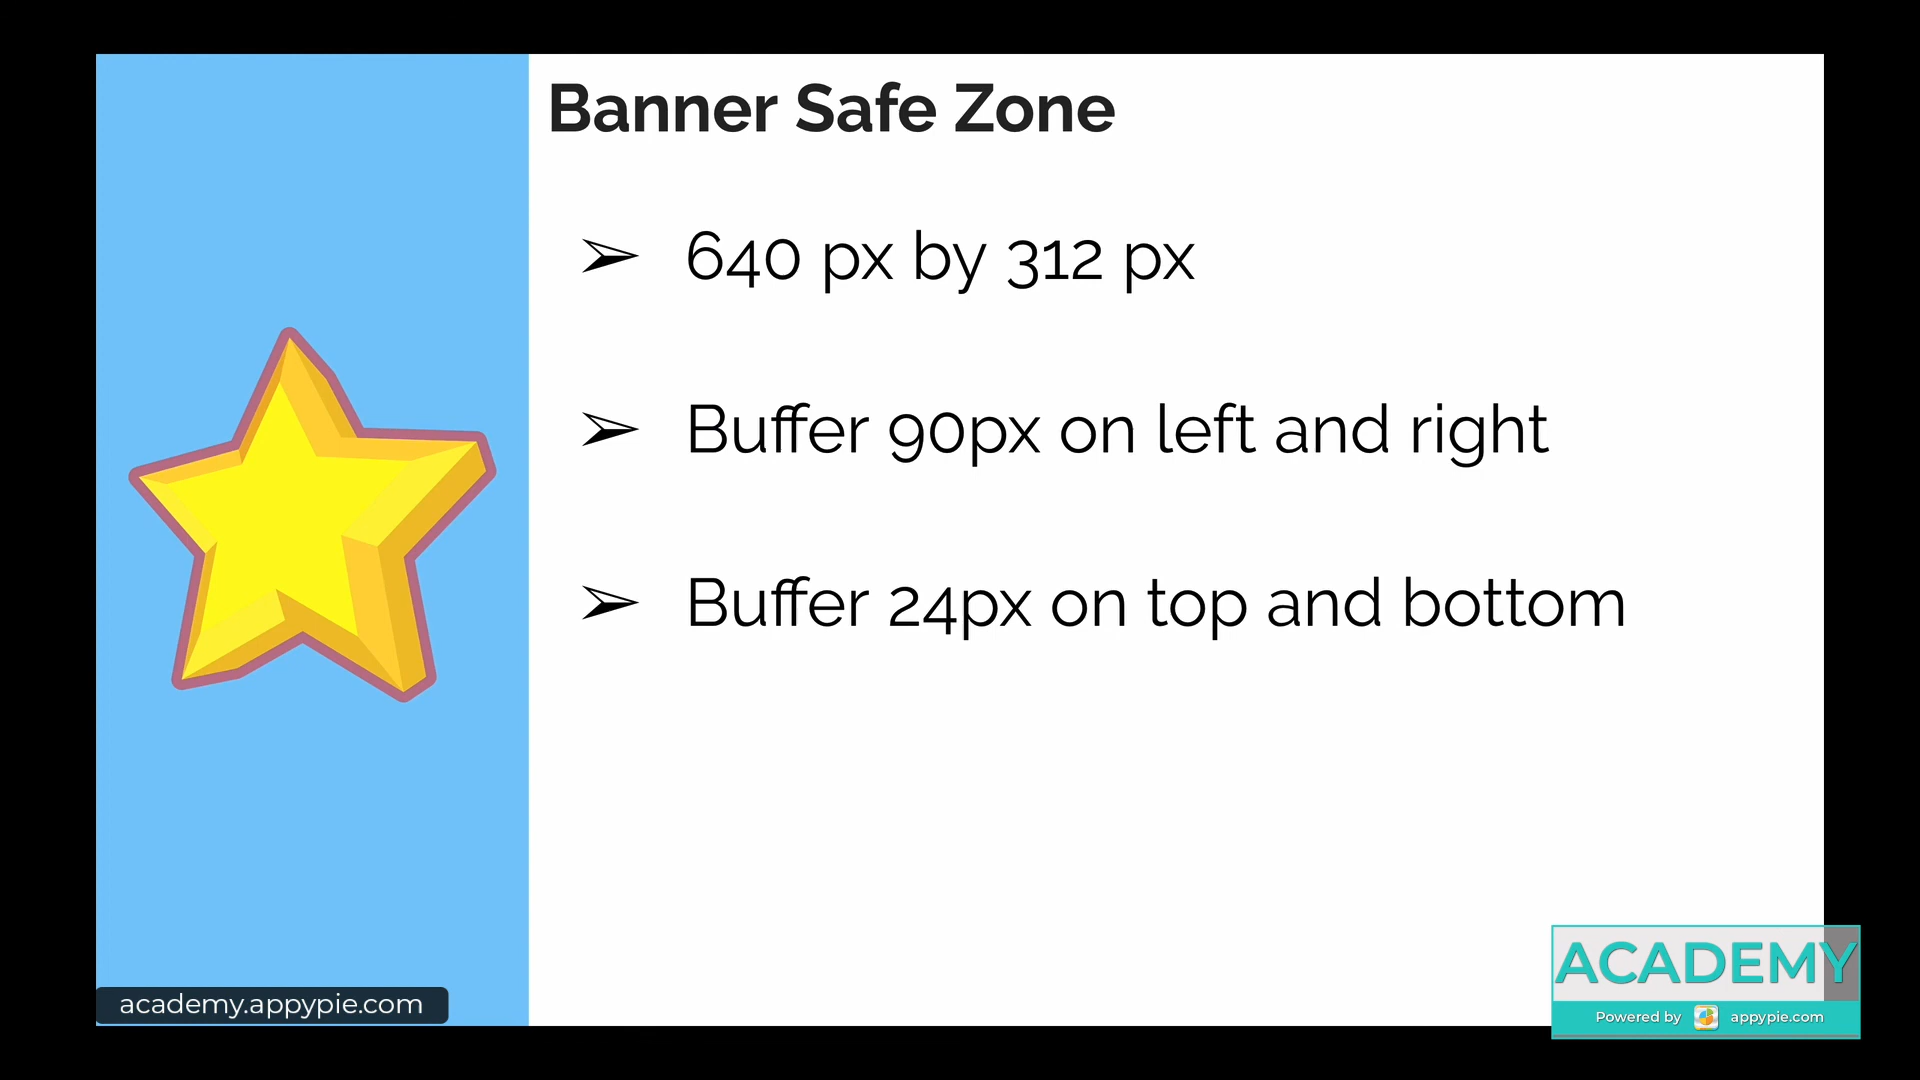 Banner Safe Zone
➢ 640 px by 312 px
➢ Buffer 90px on left and right
➢ Buffer 24px on top and bottom
academy.appypie.com
ACADEMY
Powered by appypie.com